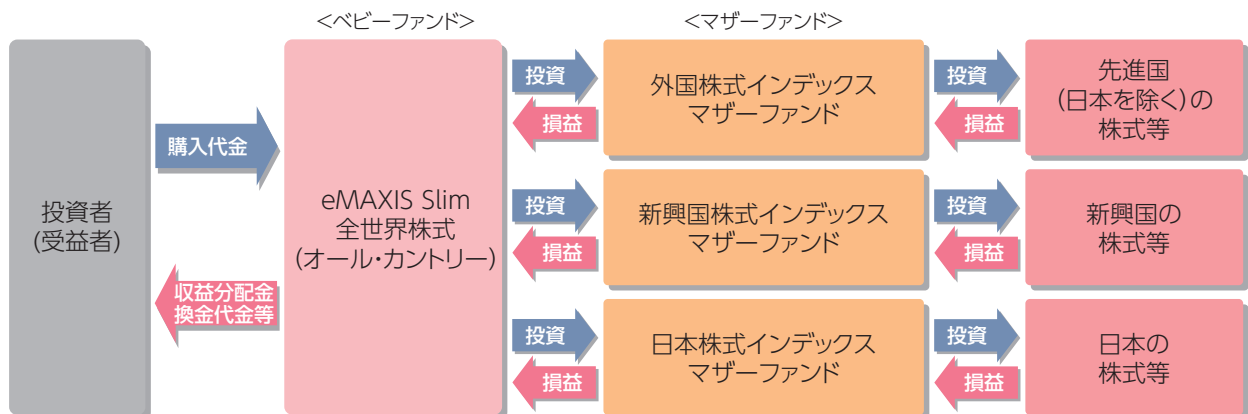 <ベビーファンド>
<マザーファンド>
投資者
(受益者)
購入代金
収益分配金
換金代金等
eMAXIS Slim
全世界株式
(オール・カントリー)
投資
損益
外国株式インデックス
マザーファンド
投資
損益
先進国
(日本を除く)の
株式等
投資
損益
新興国株式インデックス
マザーファンド
投資
損益
新興国の
株式等
投資
損益
日本株式インデックス
マザーファンド
投資
損益
日本の
株式等